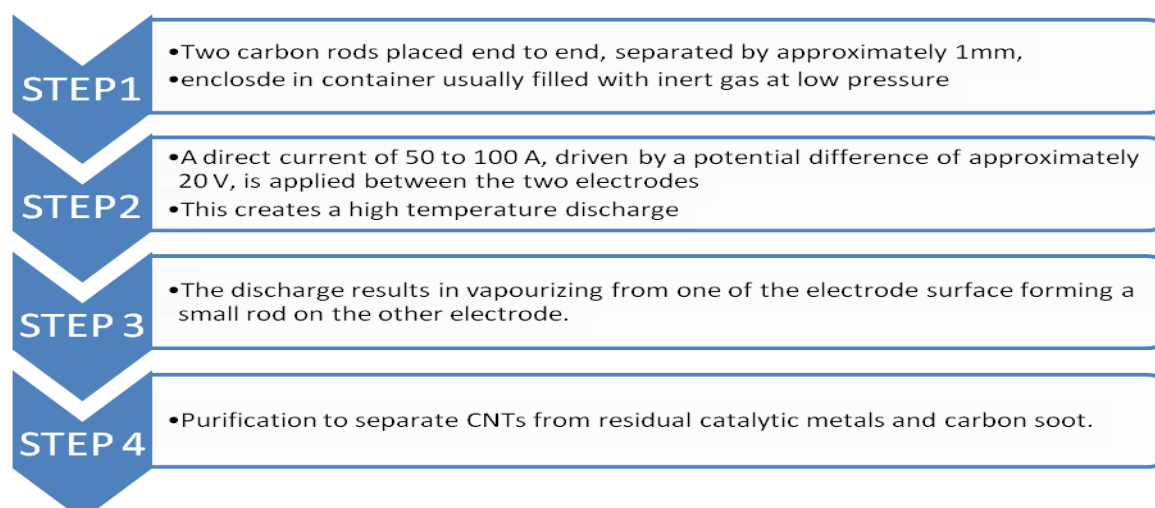 STEP1
•Two carbon rods placed end to end, separated by approximately 1mm,
•enclosde in container usually filled with inert gas at low pressure
STEP2
•A direct current of 50 to 100 A, driven by a potential difference of approximately
20 V, is applied between the two electrodes
•This creates a high temperature discharge
STEP 3
•The discharge results in vapourizing from one of the electrode surface forming a
small rod on the other electrode.
STEP 4
•Purification to separate CNTs from residual catalytic metals and carbon soot.